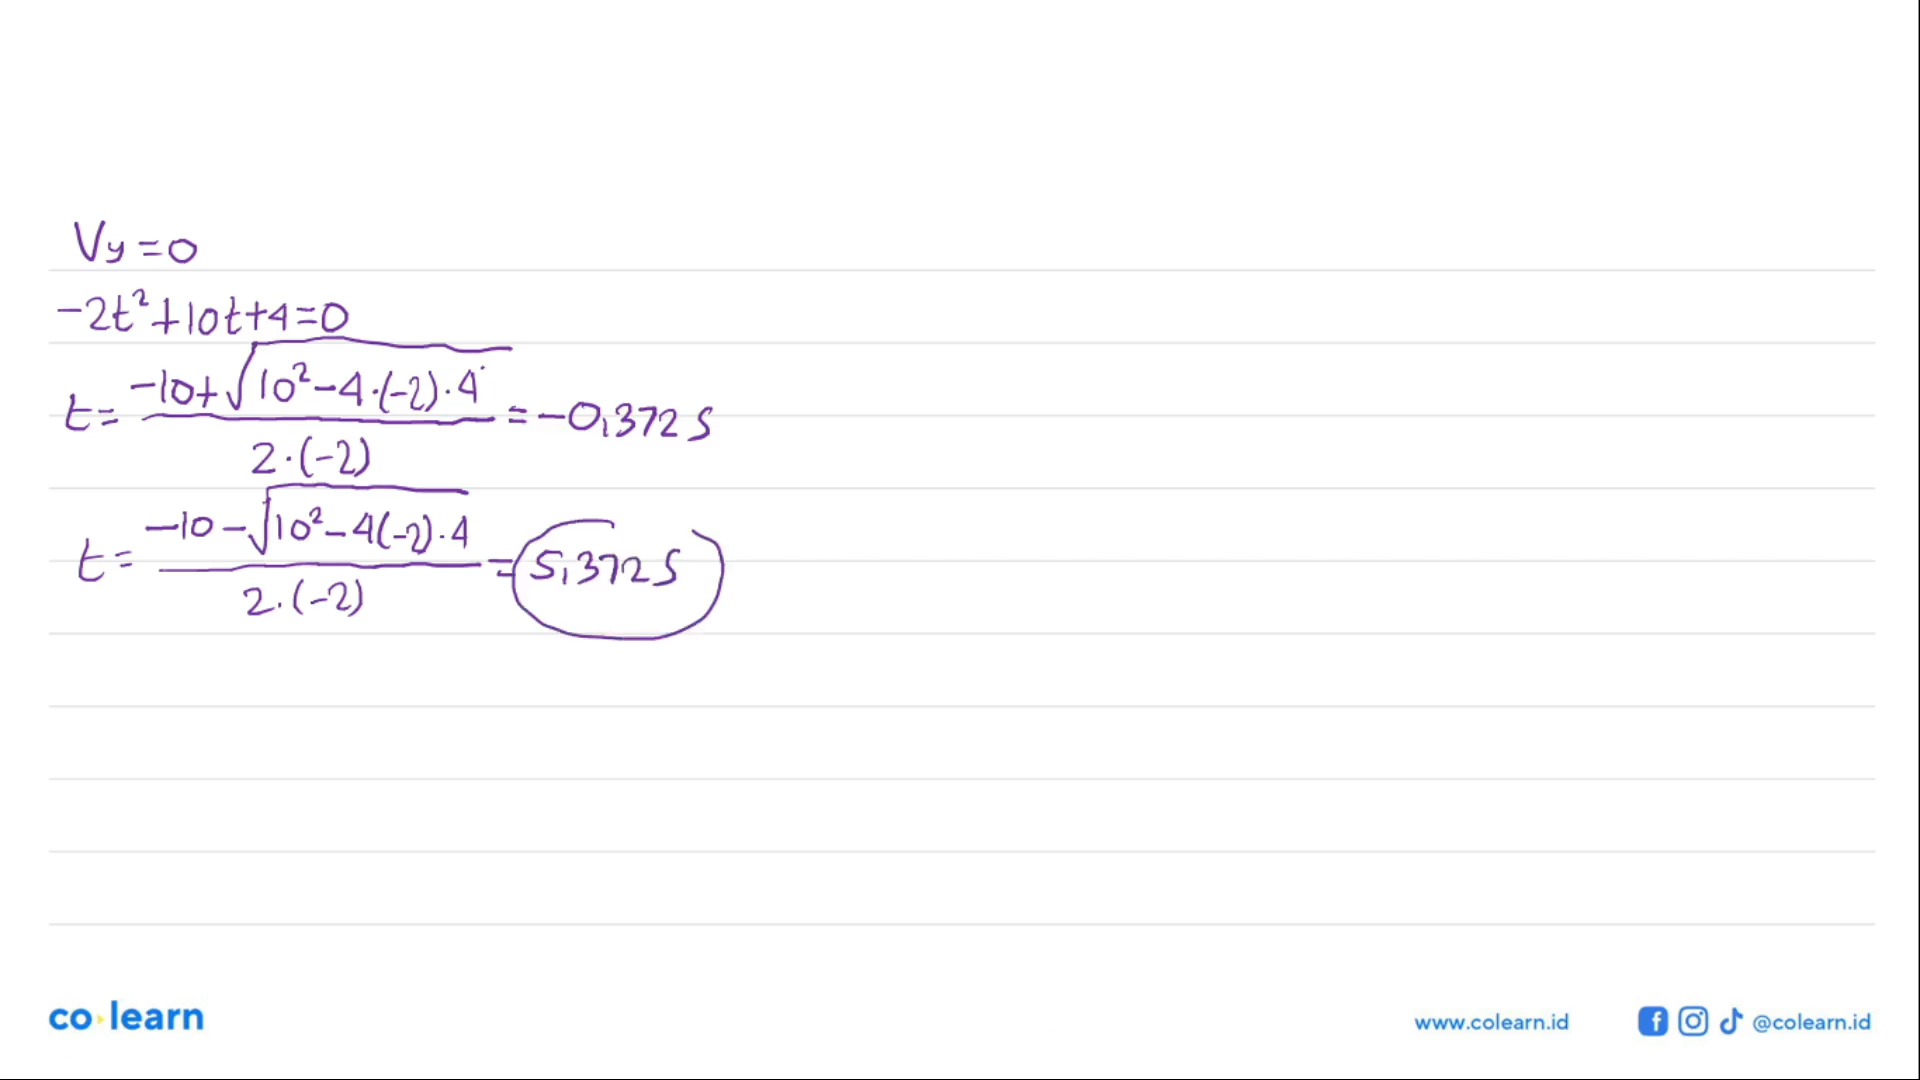 Vy=0
-2t²+10t+4=0
t= -10+√10²-4·(-2)·4 / 2·(-2) = -0,372 s
t= -10-√10²-4(-2)·4 / 2·(-2) = 5,372 s
co learn
www.colearn.id
@colearn.id